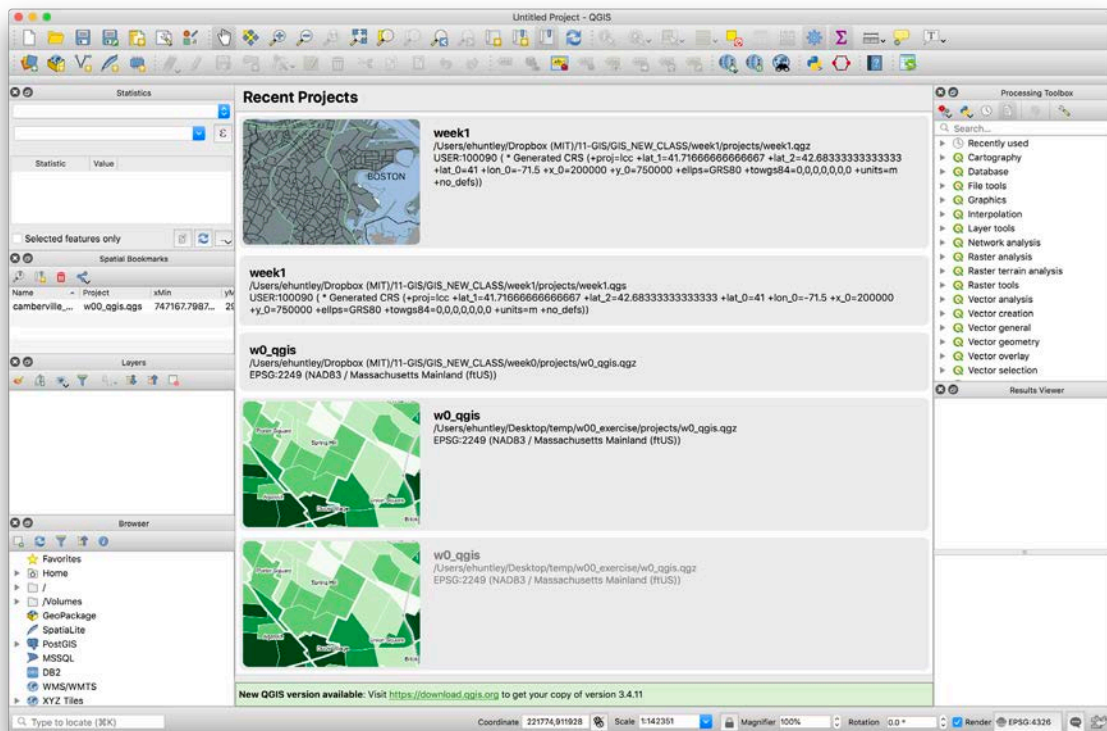 Untitled Project - QGIS
Statistics
Statistic Value
Selected features only
Spatial Bookmarks
Name Project xMin yM
camberville_... w00_qgis.qgs 747167.7987... 29
Layers
Browser
Favorites
Home
/
/Volumes
GeoPackage
SpatiaLite
PostGIS
MSSQL
DB2
WMS/WMTS
XYZ Tiles
Recent Projects
BOSTON
week1
/Users/ehuntley/Dropbox (MIT)/11-GIS/GIS_NEW_CLASS/week1/projects/week1.qgz
USER:100090 ( * Generated CRS (+proj=lcc +lat_1=41.71666666666667 +lat_2=42.68333333333333
+lat_0=41 +lon_0=-71.5 +x_0=200000 +y_0=750000 +ellps=GRS80 +towgs84=0,0,0,0,0,0,0 +units=m
+no_defs))
week1
/Users/ehuntley/Dropbox (MIT)/11-GIS/GIS_NEW_CLASS/week1/projects/week1.qgs
USER:100090 ( * Generated CRS (+proj=lcc +lat_1=41.71666666666667 +lat_2=42.68333333333333 +lat_0=41 +lon_0=-71.5 +x_0=200000
+y_0=750000 +ellps=GRS80 +towgs84=0,0,0,0,0,0,0 +units=m +no_defs))
w0_qgis
/Users/ehuntley/Dropbox (MIT)/11-GIS/GIS_NEW_CLASS/week0/projects/w0_qgis.qgz
EPSG:2249 (NAD83 / Massachusetts Mainland (ftUS))
Spring Hill
w0_qgis
/Users/ehuntley/Desktop/temp/w00_exercise/projects/w0_qgis.qgz
EPSG:2249 (NAD83 / Massachusetts Mainland (ftUS))
Spring Hill
w0_qgis
/Users/ehuntley/Desktop/temp/w00_exercise/w0_qgis.qgz
EPSG:2249 (NAD83 / Massachusetts Mainland (ftUS))
New QGIS version available: Visit https://download.qgis.org to get your copy of version 3.4.11
Processing Toolbox
Search...
Recently used
Cartography
Database
File tools
Graphics
Interpolation
Layer tools
Network analysis
Raster analysis
Raster terrain analysis
Raster tools
Vector analysis
Vector creation
Vector general
Vector geometry
Vector overlay
Vector selection
Results Viewer
Type to locate (⌘K)
Coordinate 221774,911928 Scale 1:142351 Magnifier 100% Rotation 0.0 ° Render EPSG:4326